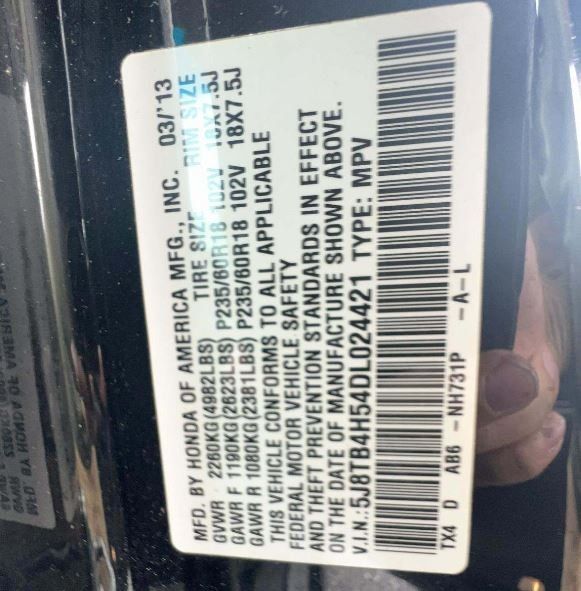 MFD. BY HONDA OF AMERICA MFG., INC. 03/'13
GVWR 2260KG(4982LBS) TIRE SIZE RIM SIZE
GAWR F 1190KG(2623LBS) P235/60R18 102V 18X7.5J
GAWR R 1080KG(2381LBS) P235/60R18 102V 18X7.5J
THIS VEHICLE CONFORMS TO ALL APPLICABLE
FEDERAL MOTOR VEHICLE SAFETY
AND THEFT PREVENTION STANDARDS IN EFFECT
ON THE DATE OF MANUFACTURE SHOWN ABOVE.
V.I.N.:5J8TB4H54DL024421 TYPE: MPV
TX4 D AB6 -NH731P -A-L